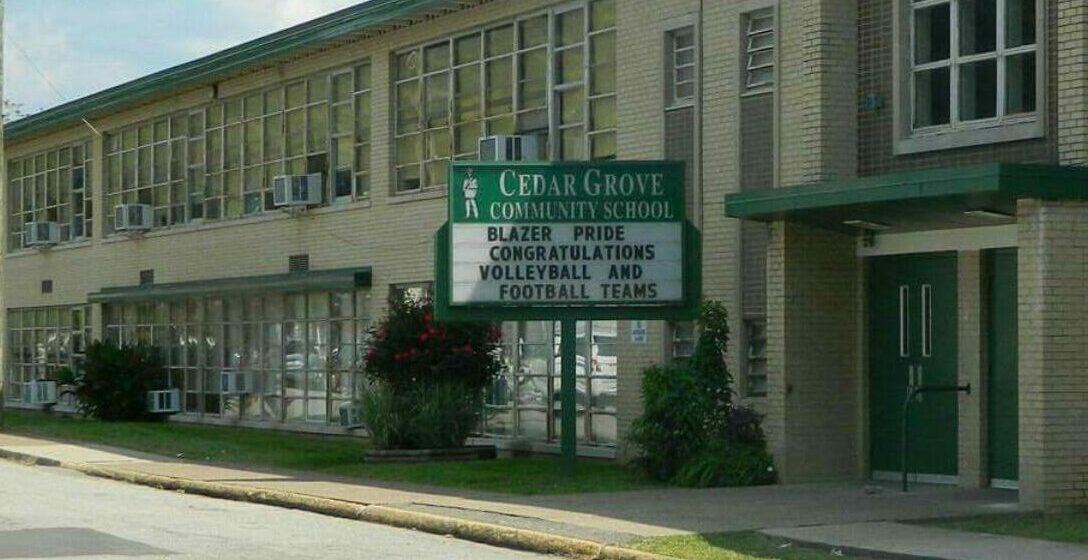 CEDAR GROVE
COMMUNITY SCHOOL
BLAZER PRIDE
CONGRATULATIONS
VOLLEYBALL AND
FOOTBALL TEAMS